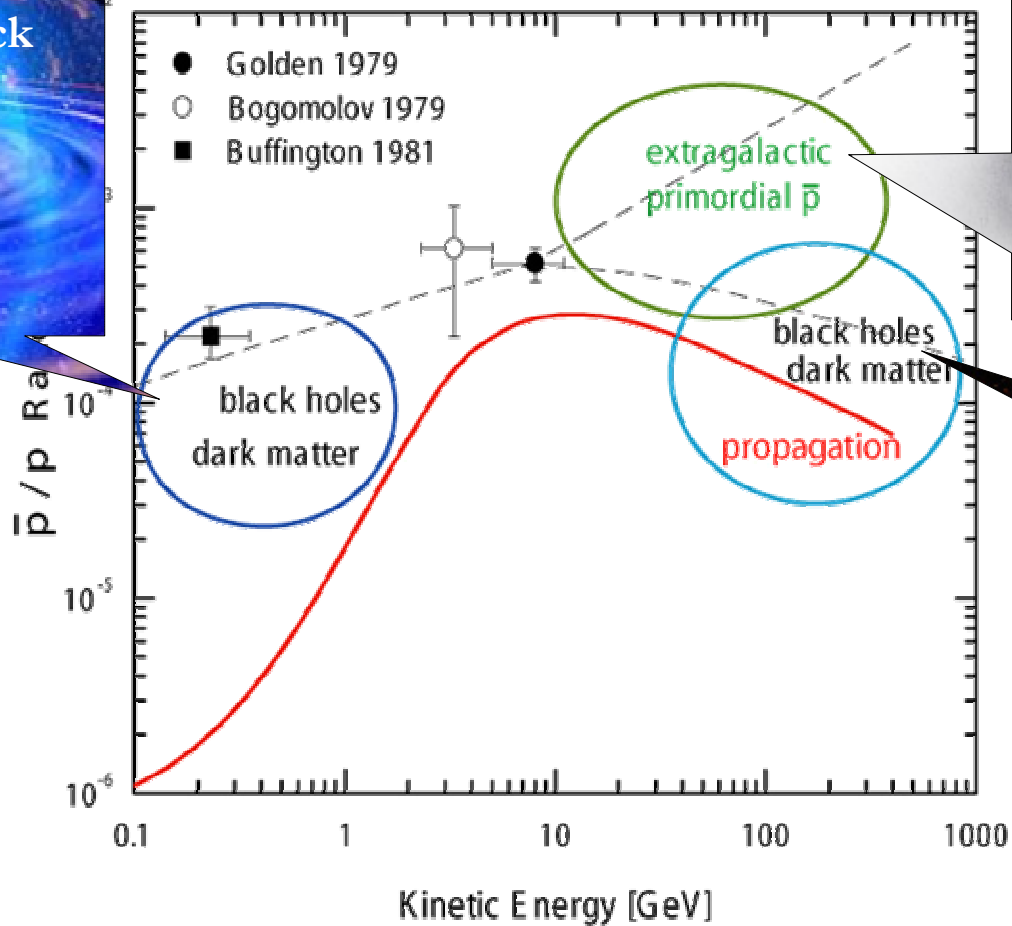 ck
Golden 1979
Bogomolov 1979
Buffington 1981
extragalactic
primordial p̅
black holes
dark matter
black holes
dark matter
propagation
p̅ / p Ra
3
10⁻⁴
10⁻⁵
10⁻⁶
0.1 1 10 100 1000
Kinetic Energy [GeV]